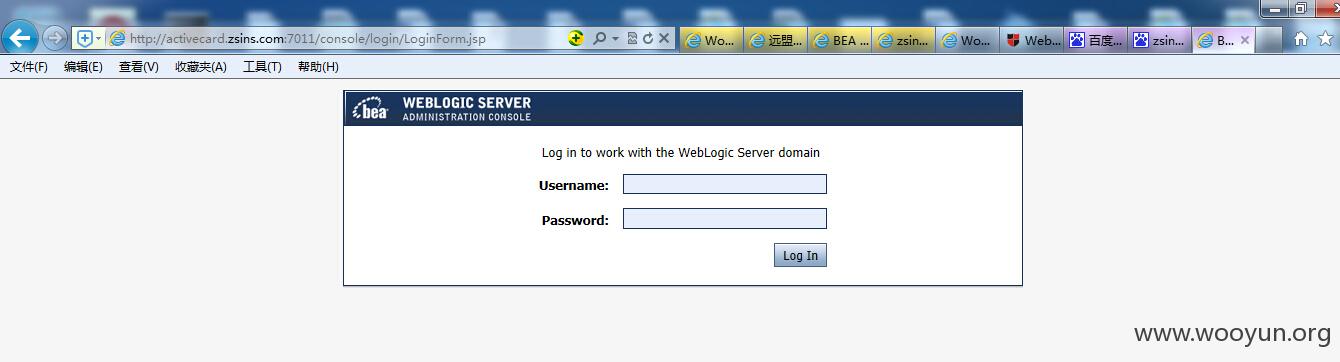 http://activecard.zsins.com:7011/console/login/LoginForm.jsp
Wo...
远盟...
BEA ...
zsin...
Wo...
Web...
百度...
zsin...
B...
文件(F) 编辑(E) 查看(V) 收藏夹(A) 工具(T) 帮助(H)
bea
WEBLOGIC SERVER
ADMINISTRATION CONSOLE
Log in to work with the WebLogic Server domain
Username:
Password:
Log In
www.wooyun.org